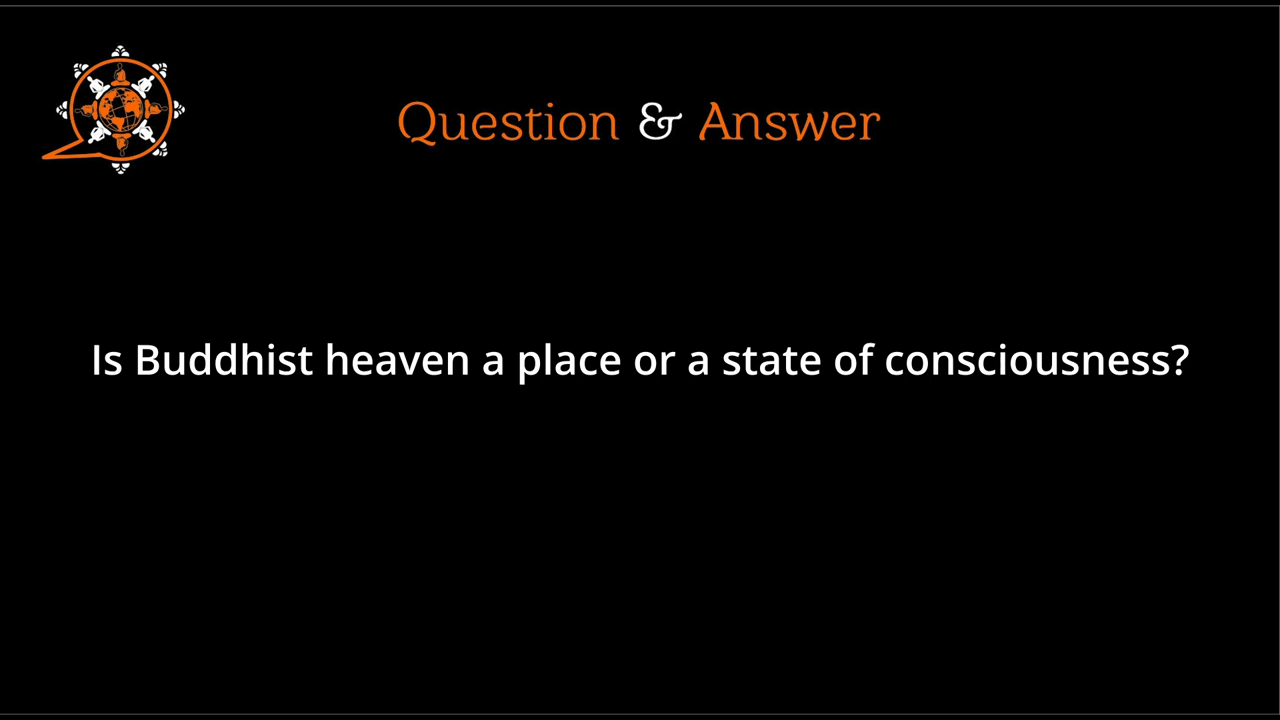 Question & Answer
Is Buddhist heaven a place or a state of consciousness?